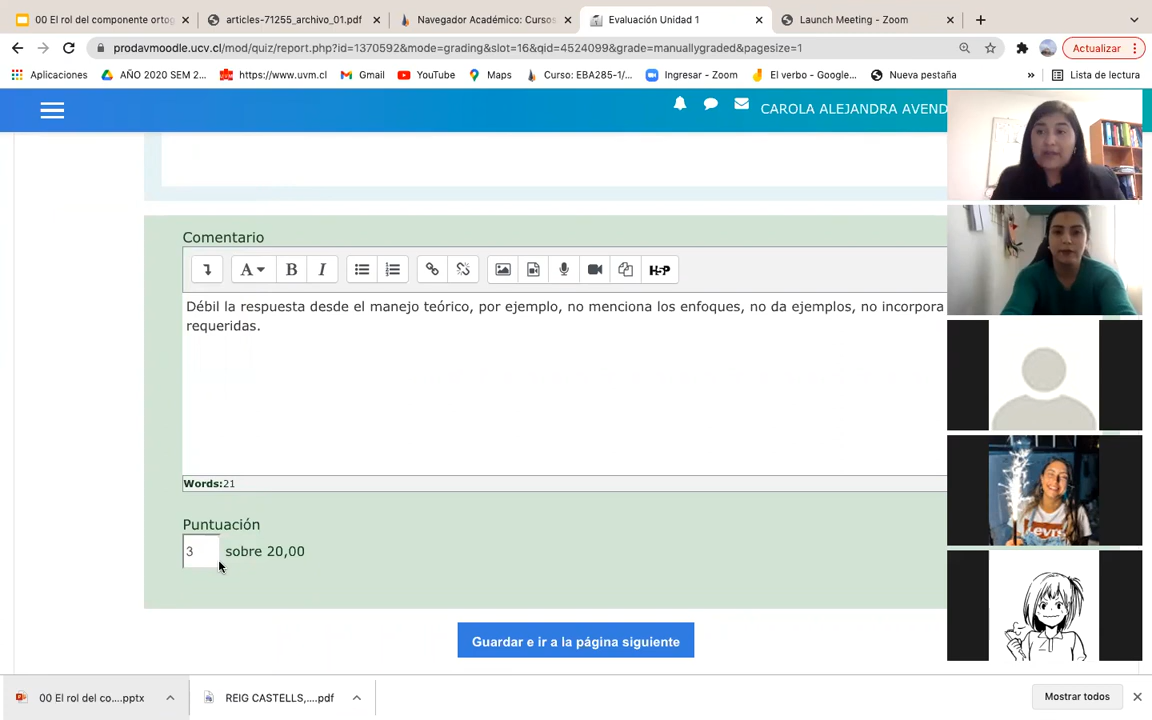 00 El rol del componente ortog
articles-71255_archivo_01.pdf
Navegador Académico: Cursos
Evaluación Unidad 1
Launch Meeting - Zoom
prodavmoodle.ucv.cl/mod/quiz/report.php?id=1370592&mode=grading&slot=16&qid=4524099&grade=manuallygraded&pagesize=1
Actualizar
Aplicaciones
AÑO 2020 SEM 2...
https://www.uvm.cl
Gmail
YouTube
Maps
Curso: EBA285-1/...
Ingresar - Zoom
El verbo - Google...
Nueva pestaña
»
Lista de lectura
CAROLA ALEJANDRA AVEND
Comentario
A B I H-P
Débil la respuesta desde el manejo teórico, por ejemplo, no menciona los enfoques, no da ejemplos, no incorpora
requeridas.
Words:21
Puntuación
3 sobre 20,00
Guardar e ir a la página siguiente
00 El rol del co....pptx
REIG CASTELLS,....pdf
Mostrar todos
Levi's